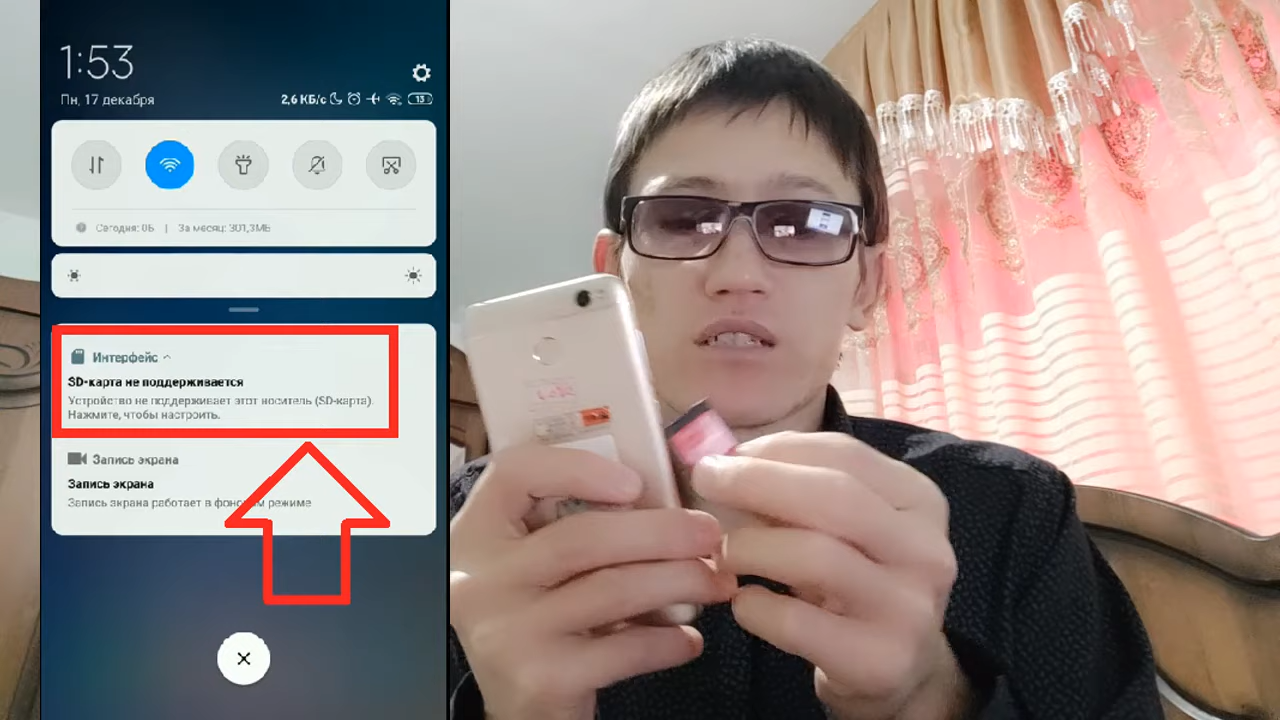 1:53
Пн, 17 декабря
2,6 КБ/с
13
Сегодня: 0Б | За месяц: 301,3МБ
Интерфейс
SD-карта не поддерживается
Устройство не поддерживает этот носитель (SD-карта).
Нажмите, чтобы настроить.
Запись экрана
Запись экрана
Запись экрана работает в фоновом режиме